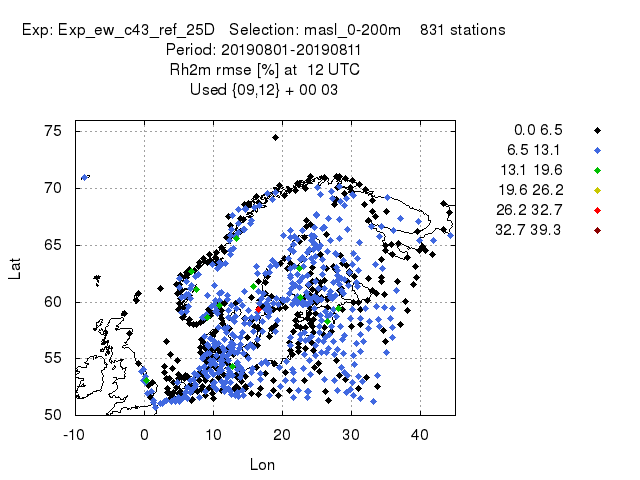 Exp: Exp_ew_c43_ref_25D Selection: masl_0-200m 831 stations
Period: 20190801-20190811
Rh2m rmse [%] at 12 UTC
Used {09,12} + 00 03
0.0 6.5
6.5 13.1
13.1 19.6
19.6 26.2
26.2 32.7
32.7 39.3
75
70
65
60
55
50
Lat
-10 0 10 20 30 40
Lon